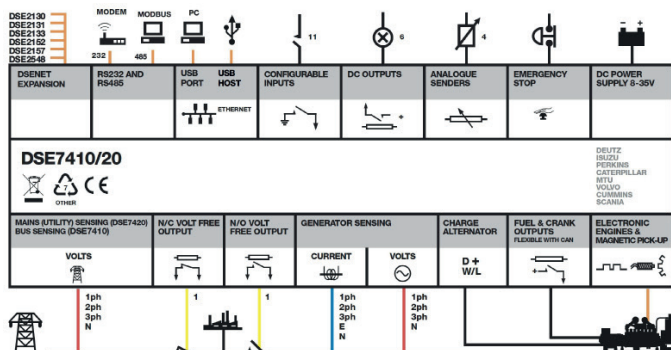 DSE2130
DSE2131
DSE2133
DSE2152
DSE2157
DSE2548
MODEM
MODBUS
PC
232
485
11
6
4
DSENET
EXPANSION
RS232 AND
RS485
USB
PORT
USB
HOST
ETHERNET
CONFIGURABLE
INPUTS
DC OUTPUTS
ANALOGUE
SENDERS
EMERGENCY
STOP
DC POWER
SUPPLY 8-35V
DSE7410/20
7
OTHER
CE
DEUTZ
ISUZU
PERKINS
CATERPILLAR
MTU
VOLVO
CUMMINS
SCANIA
MAINS (UTILITY) SENSING (DSE7420)
BUS SENSING (DSE7410)
VOLTS
N/C VOLT FREE
OUTPUT
N/O VOLT
FREE OUTPUT
GENERATOR SENSING
CURRENT
VOLTS
CHARGE
ALTERNATOR
D +
W/L
FUEL & CRANK
OUTPUTS
FLEXIBLE WITH CAN
ELECTRONIC
ENGINES &
MAGNETIC PICK-UP
1ph
2ph
3ph
N
1
1
1ph
2ph
3ph
E
N
1ph
2ph
3ph
N